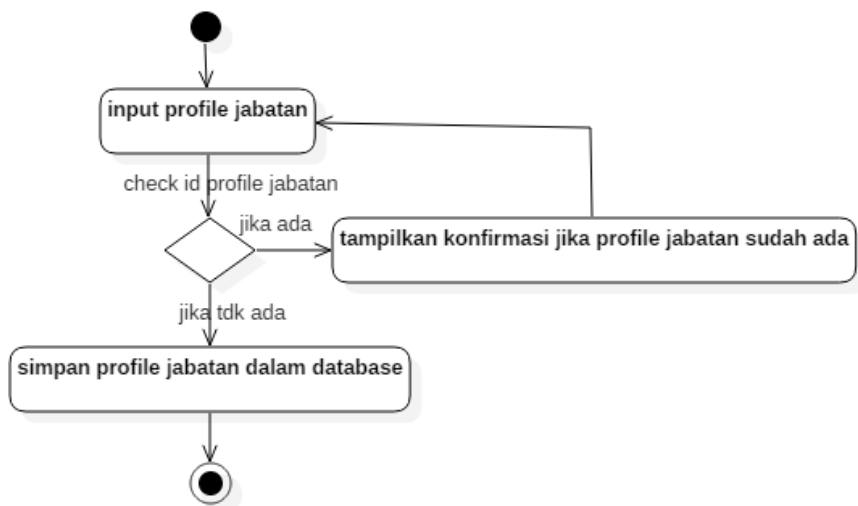 input profile jabatan
check id profile jabatan
jika ada
tampilkan konfirmasi jika profile jabatan sudah ada
jika tdk ada
simpan profile jabatan dalam database